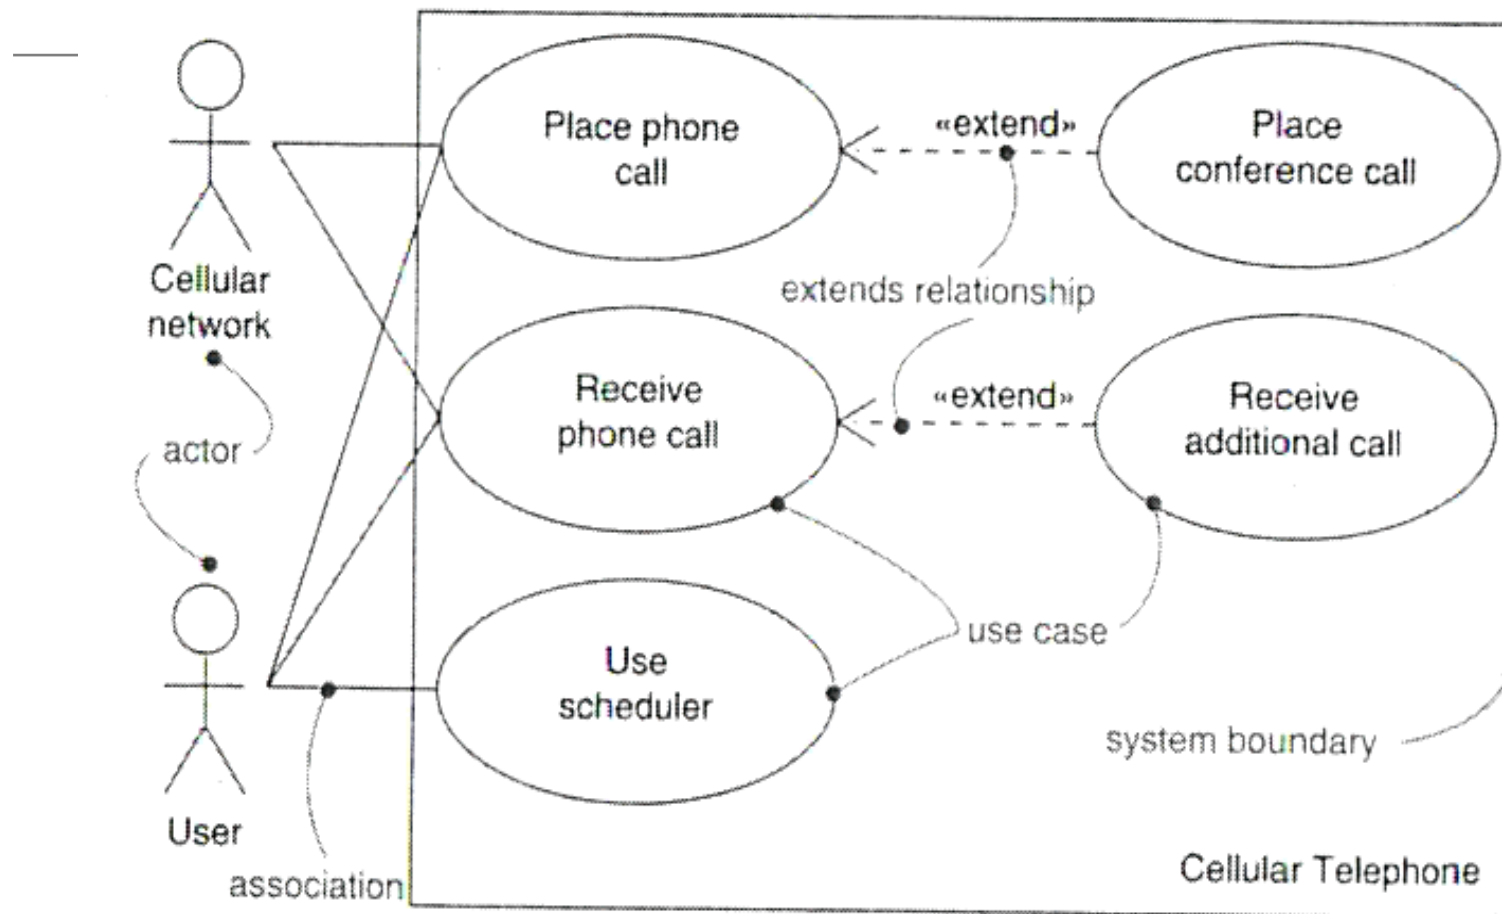 Place phone
call
«extend»
Place
conference call
Cellular
network
extends relationship
Receive
phone call
«extend»
Receive
additional call
actor
Use
scheduler
use case
system boundary
User
association
Cellular Telephone